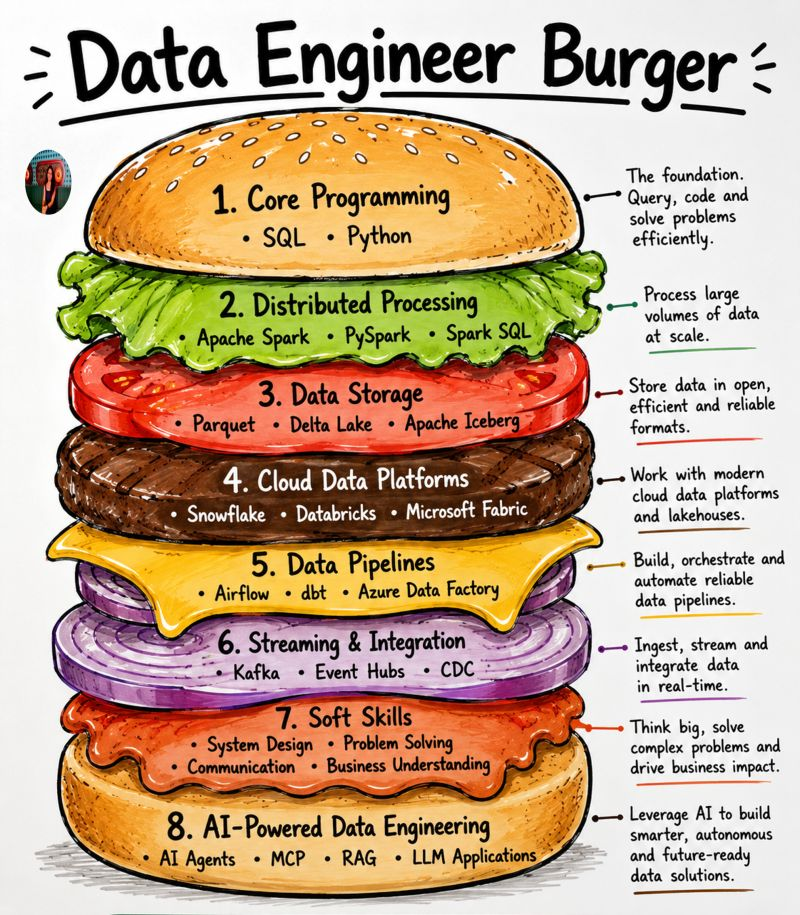 Data Engineer Burger
1. Core Programming
• SQL • Python
The foundation.
Query, code and
solve problems
efficiently.
2. Distributed Processing
• Apache Spark • PySpark • Spark SQL
Process large
volumes of data
at scale.
3. Data Storage
• Parquet • Delta Lake • Apache Iceberg
Store data in open,
efficient and reliable
formats.
4. Cloud Data Platforms
• Snowflake • Databricks • Microsoft Fabric
Work with modern
cloud data platforms
and lakehouses.
5. Data Pipelines
• Airflow • dbt • Azure Data Factory
Build, orchestrate and
automate reliable
data pipelines.
6. Streaming & Integration
• Kafka • Event Hubs • CDC
Ingest, stream and
integrate data
in real-time.
7. Soft Skills
• System Design • Problem Solving
• Communication • Business Understanding
Think big, solve
complex problems and
drive business impact.
8. AI-Powered Data Engineering
• AI Agents • MCP • RAG • LLM Applications
Leverage AI to build
smarter, autonomous
and future-ready
data solutions.